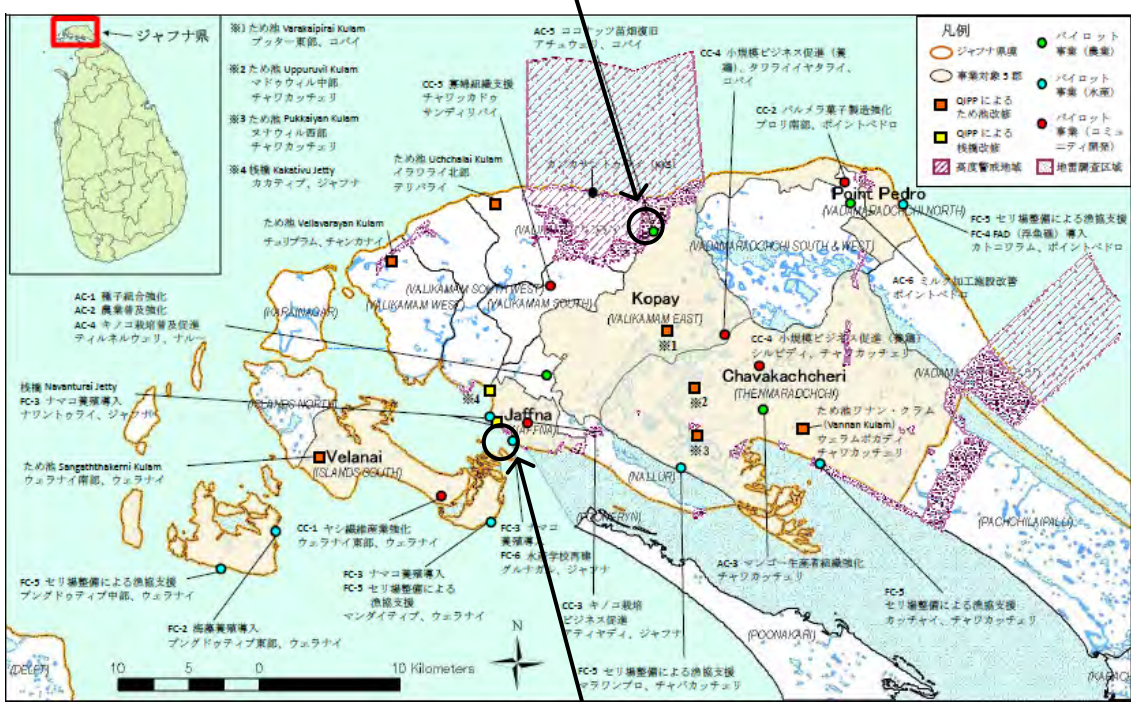 ジャフナ県
※1 ため池 Varakaipirai Kulam
プッター東部、コパイ
※2 ため池 Uppuruvil Kulam
マドゥウィル中部
チャワカッチェリ
※3 ため池 Pukkaiyan Kulam
ヌナウィル西部
チャワカッチェリ
※4 桟橋 Kakativu Jetty
カカティブ、ジャフナ
AC-5 ココナッツ苗畑復旧
アチュウェリ、コパイ
CC-4 小規模ビジネス促進（養鶏）、タワライイヤタライ、
コパイ
CC-5 寡婦組織支援
チャワッカドゥ
サンディリパイ
CC-2 パルメラ菓子製造強化
プロリ南部、ポイントペドロ
凡例
ジャフナ県境
事業対象5郡
QIPPによる
ため池改修
QIPPによる
桟橋改修
高度警戒地域
パイロット
事業（農業）
パイロット
事業（水産）
パイロット
事業（コミュ
ニティ開発）
地雷調査区域
ため池 Uchchalai Kulam
イラワライ北部
テリパライ
ため池 Vellavarayan Kulam
チュリプラム、チャンカナイ
Point Pedro
(VADAMARADCHCHI NORTH)
(VADAMARADCHCHI SOUTH & WEST)
FC-5 セリ場整備による漁協支援
FC-4 FAD（浮魚礁）導入
カトコワラム、ポイントペドロ
AC-6 ミルク加工施設改善
ポイントペドロ
AC-1 種子組合強化
AC-2 農業普及強化
AC-4 キノコ栽培普及促進
ティルネルウェリ、ナルー
(KARAINAGAR)
(VALIKAMAM WEST)
(VALIKAMAM SOUTH WEST)
(VALIKAMAM SOUTH)
Kopay
(VALIKAMAM EAST)
※1
CC-4 小規模ビジネス促進（養鶏）
シルピディ、チャワカッチェリ
Chavakachcheri
(THENMARADCHCHI)
※2
※3
※4
桟橋 Navanturai Jetty
FC-3 ナマコ養殖導入
ナワントゥライ、ジャフナ
(ISLANDS NORTH)
Jaffna
(JAFFNA)
ため池ワナン・クラム
(Vannan Kulam)
ウェラムポカディ
チャワカッチェリ
ため池 Sangaththakerni Kulam
ウェラナイ南部、ウェラナイ
Velanai
(ISLANDS SOUTH)
(NALLUR)
(POONERYN)
(PACHCHILAIPALLI)
CC-1 ヤシ繊維産業強化
ウェラナイ東部、ウェラナイ
FC-3 ナマコ
養殖導入
FC-6 水産学校再構
グルナガル、ジャフナ
AC-3 マンゴー生産者組織強化
チャワカッチェリ
FC-5 セリ場整備による漁協支援
プングドゥティブ中部、ウェラナイ
FC-3 ナマコ養殖導入
FC-5 セリ場整備による
漁協支援
マンダイティブ、ウェラナイ
CC-3 キノコ栽培
ビジネス促進
アティヤディ、ジャフナ
FC-5
セリ場整備による漁協支援
カッチャイ、チャワカッチェリ
FC-2 海藻養殖導入
プングドゥティブ東部、ウェラナイ
(POONAKARI)
N
(DELFT)
10 5 0 10 Kilometers
FC-5 セリ場整備による漁協支援
マラワンプロ、チャバカッチェリ